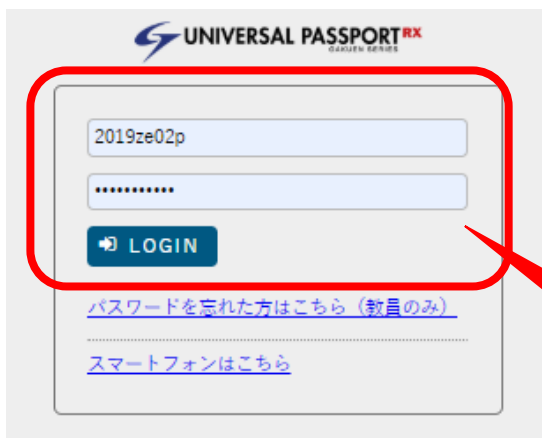 UNIVERSAL PASSPORT RX
GAKUEN SERIES
2019ze02p
•••••••••••
LOGIN
パスワードを忘れた方はこちら（教員のみ）
スマートフォンはこちら